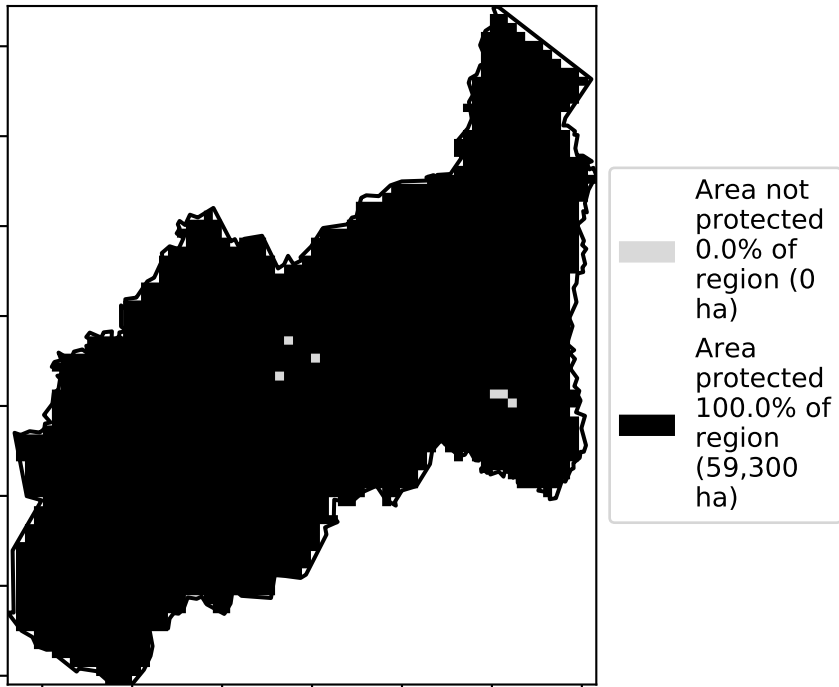 Area not
protected
0.0% of
region (0
ha)
Area
protected
100.0% of
region
(59,300
ha)